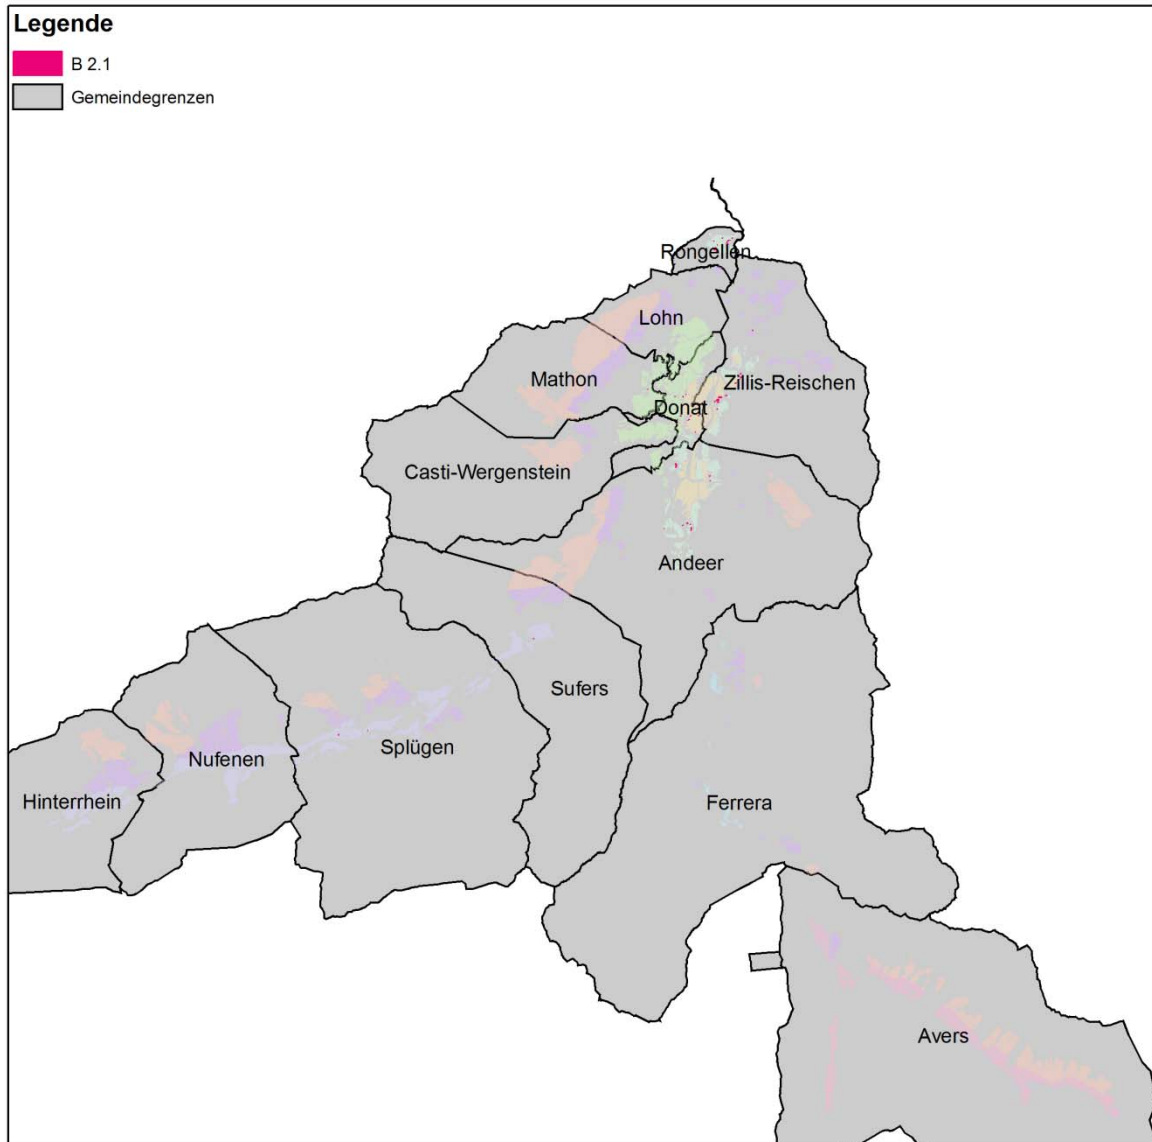 Legende
B 2.1
Gemeindegrenzen
Rongellen
Lohn
Mathon
Zillis-Reischen
Donat
Casti-Wergenstein
Andeer
Sufers
Splügen
Nufenen
Hinterrhein
Ferrera
Avers